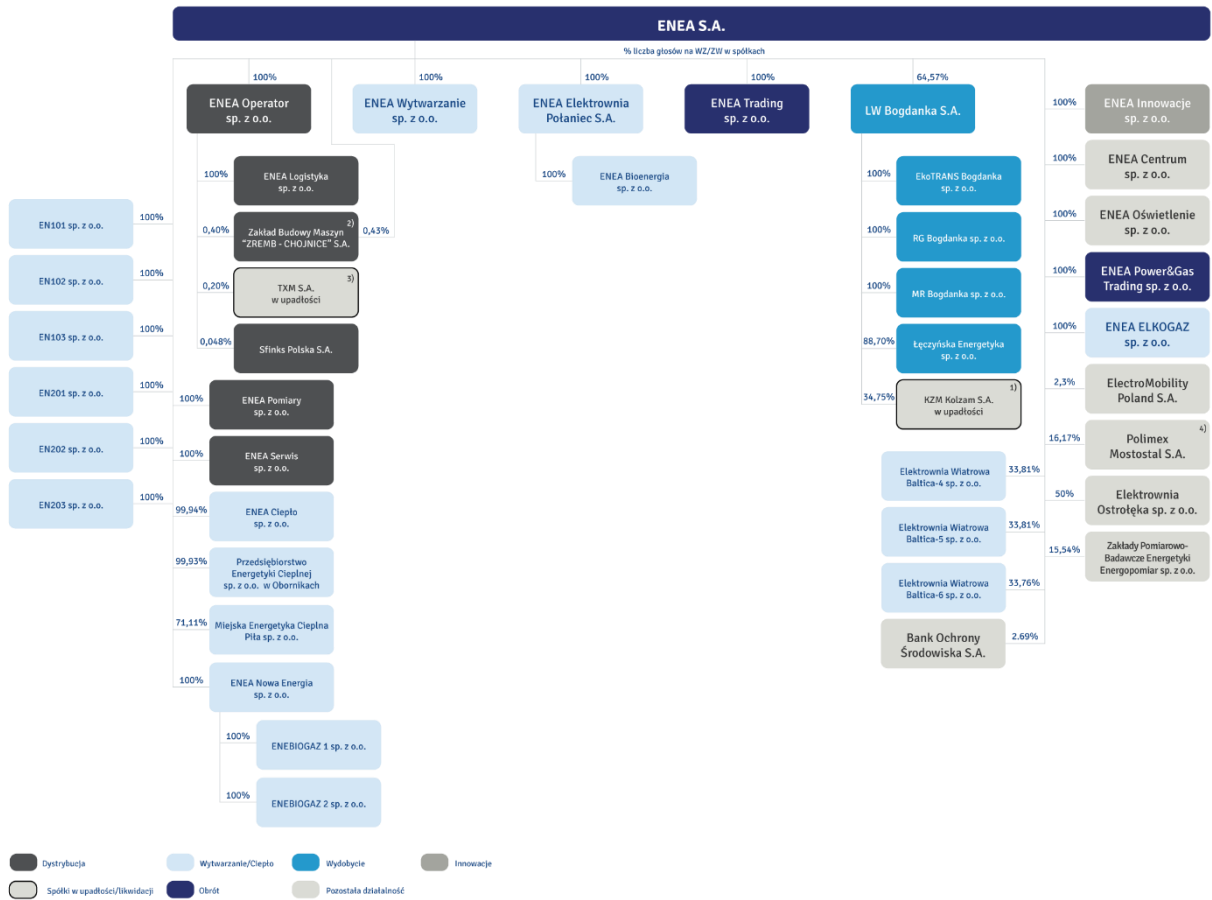 ENEA S.A.
% liczba głosów na WZ/ZW w spółkach
100%
ENEA Operator
sp. z o.o.
100%
ENEA Wytwarzanie
sp. z o.o.
100%
ENEA Elektrownia
Połaniec S.A.
100%
ENEA Trading
sp. z o.o.
64,57%
LW Bogdanka S.A.
100%
ENEA Logistyka
sp. z o.o.
0,40%
Zakład Budowy Maszyn 2)
“ZREMB - CHOJNICE” S.A.
0,43%
0,20%
TXM S.A. 3)
w upadłości
0,048%
Sfinks Polska S.A.
100%
ENEA Pomiary
sp. z o.o.
100%
ENEA Serwis
sp. z o.o.
99,94%
ENEA Ciepło
sp. z o.o.
99,93%
Przedsiębiorstwo
Energetyki Cieplnej
sp. z o.o. w Obornikach
71,11%
Miejska Energetyka Cieplna
Piła sp. z o.o.
100%
ENEA Nowa Energia
sp. z o.o.
100%
ENEBIOGAZ 1 sp. z o.o.
100%
ENEBIOGAZ 2 sp. z o.o.
EN101 sp. z o.o.
100%
EN102 sp. z o.o.
100%
EN103 sp. z o.o.
100%
EN201 sp. z o.o.
100%
EN202 sp. z o.o.
100%
EN203 sp. z o.o.
100%
100%
ENEA Bioenergia
sp. z o.o.
100%
EkoTRANS Bogdanka
sp. z o.o.
100%
RG Bogdanka sp. z o.o.
100%
MR Bogdanka sp. z o.o.
88,70%
Łęczyńska Energetyka
sp. z o.o.
34,75%
KZM Kolzam S.A. 1)
w upadłości
Elektrownia Wiatrowa
Baltica-4 sp. z o.o.
33,81%
Elektrownia Wiatrowa
Baltica-5 sp. z o.o.
33,81%
Elektrownia Wiatrowa
Baltica-6 sp. z o.o.
33,76%
Bank Ochrony
Środowiska S.A.
2.69%
100%
ENEA Innowacje
sp. z o.o.
100%
ENEA Centrum
sp. z o.o.
100%
ENEA Oświetlenie
sp. z o.o.
100%
ENEA Power&Gas
Trading sp. z o.o.
100%
ENEA ELKOGAZ
sp. z o.o.
2,3%
ElectroMobility
Poland S.A.
16,17%
Polimex 4)
Mostostal S.A.
50%
Elektrownia
Ostrołęka sp. z o.o.
15,54%
Zakłady Pomiarowo-
Badawcze Energetyki
Energopomiar sp. z o.o.
Dystrybucja
Wytwarzanie/Ciepło
Wydobycie
Innowacje
Spółki w upadłości/likwidacji
Obrót
Pozostała działalność